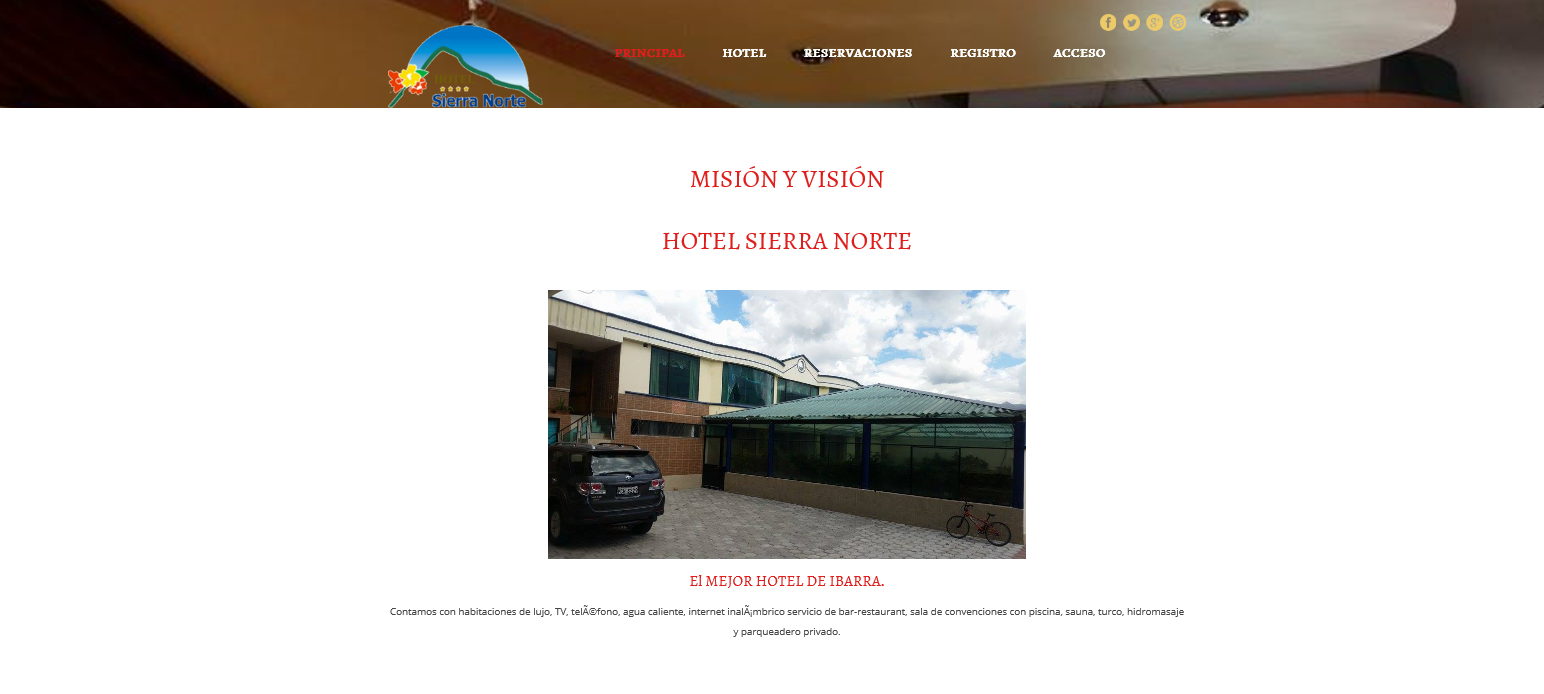 HOTEL
Sierra Norte
PRINCIPAL HOTEL RESERVACIONES REGISTRO ACCESO
MISIÓN Y VISIÓN
HOTEL SIERRA NORTE
El MEJOR HOTEL DE IBARRA.
Contamos con habitaciones de lujo, TV, telÃ©fono, agua caliente, internet inalÃ¡mbrico servicio de bar-restaurant, sala de convenciones con piscina, sauna, turco, hidromasaje
y parqueadero privado.